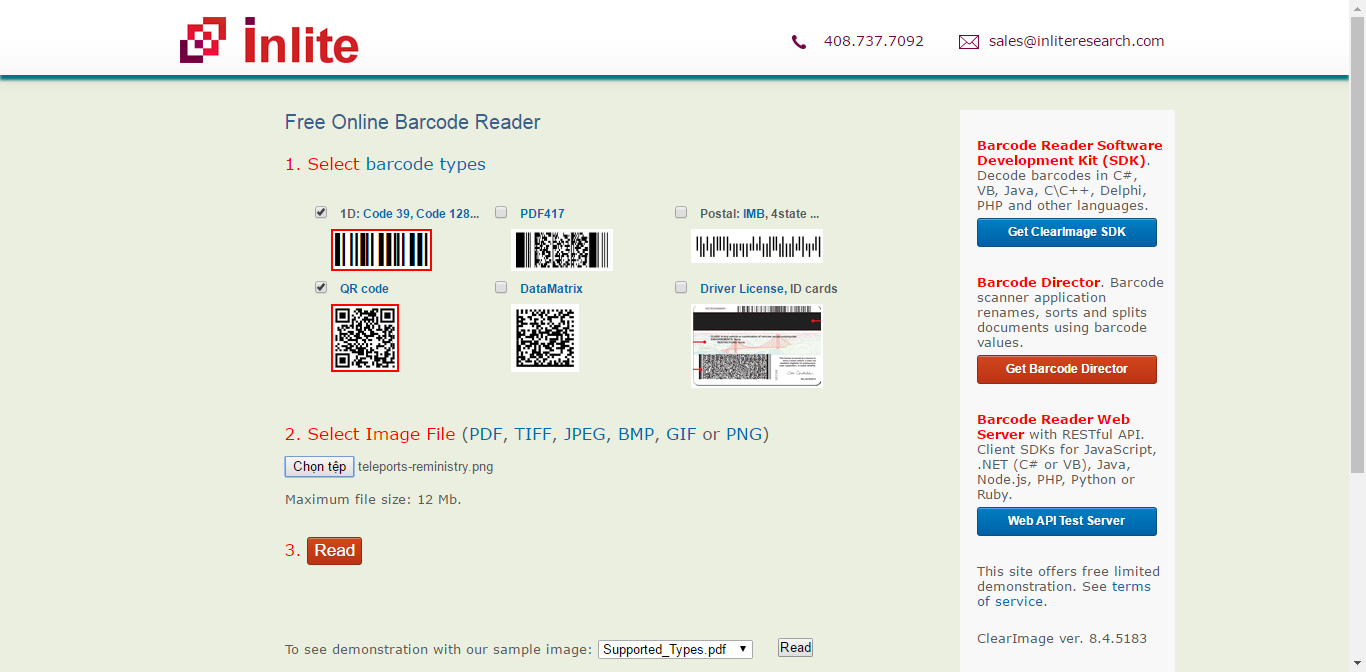 inlite
408.737.7092
sales@inliteresearch.com
Free Online Barcode Reader
1. Select barcode types
1D: Code 39, Code 128...
PDF417
Postal: IMB, 4state ...
QR code
DataMatrix
Driver License, ID cards
2. Select Image File (PDF, TIFF, JPEG, BMP, GIF or PNG)
Chọn tệp teleports-reministry.png
Maximum file size: 12 Mb.
3. Read
To see demonstration with our sample image: Supported_Types.pdf Read
Barcode Reader Software
Development Kit (SDK).
Decode barcodes in C#,
VB, Java, C\C++, Delphi,
PHP and other languages.
Get ClearImage SDK
Barcode Director. Barcode
scanner application
renames, sorts and splits
documents using barcode
values.
Get Barcode Director
Barcode Reader Web
Server with RESTful API.
Client SDKs for JavaScript,
.NET (C# or VB), Java,
Node.js, PHP, Python or
Ruby.
Web API Test Server
This site offers free limited
demonstration. See terms
of service.
ClearImage ver. 8.4.5183